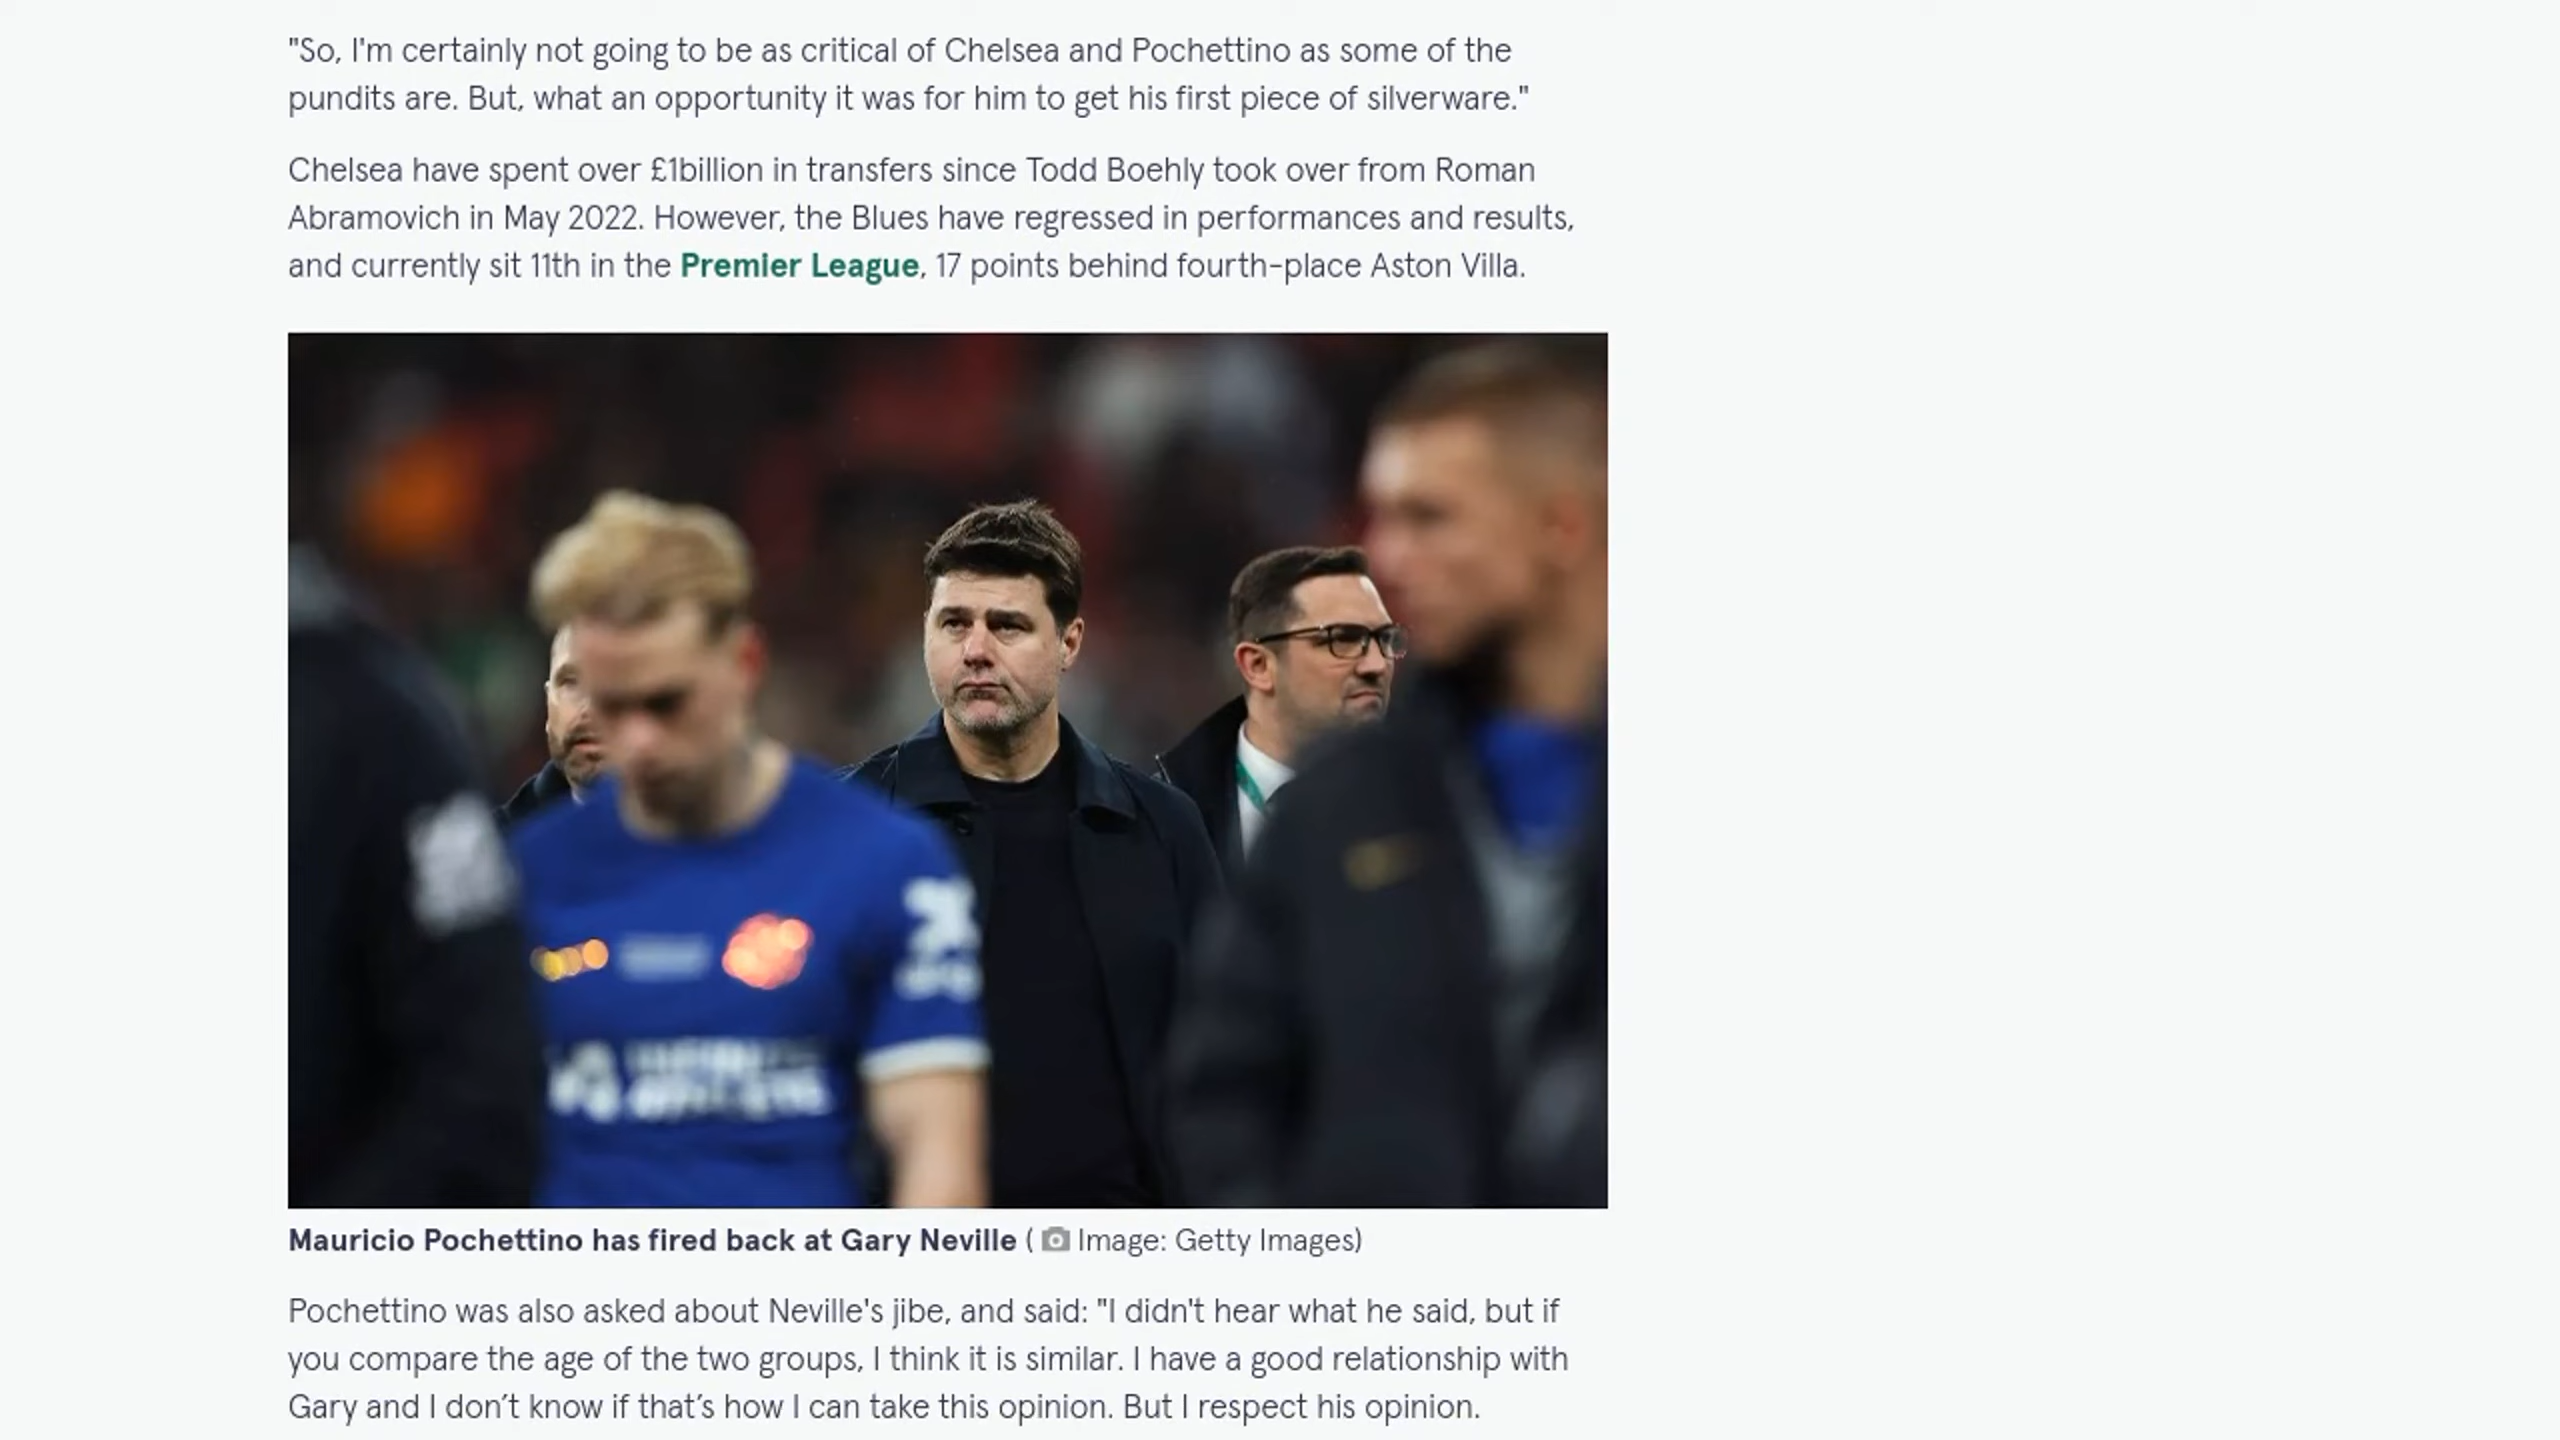 "So, I'm certainly not going to be as critical of Chelsea and Pochettino as some of the
pundits are. But, what an opportunity it was for him to get his first piece of silverware."
Chelsea have spent over £1billion in transfers since Todd Boehly took over from Roman
Abramovich in May 2022. However, the Blues have regressed in performances and results,
and currently sit 11th in the Premier League, 17 points behind fourth-place Aston Villa.
Mauricio Pochettino has fired back at Gary Neville ( Image: Getty Images)
Pochettino was also asked about Neville's jibe, and said: "I didn't hear what he said, but if
you compare the age of the two groups, I think it is similar. I have a good relationship with
Gary and I don’t know if that’s how I can take this opinion. But I respect his opinion.